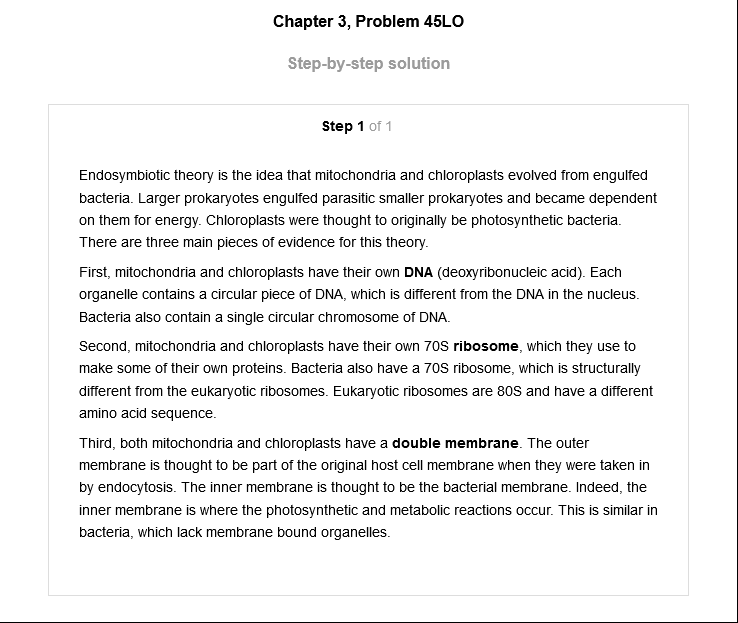 Chapter 3, Problem 45LO
Step-by-step solution
Step 1 of 1
Endosymbiotic theory is the idea that mitochondria and chloroplasts evolved from engulfed
bacteria. Larger prokaryotes engulfed parasitic smaller prokaryotes and became dependent
on them for energy. Chloroplasts were thought to originally be photosynthetic bacteria.
There are three main pieces of evidence for this theory.
First, mitochondria and chloroplasts have their own DNA (deoxyribonucleic acid). Each
organelle contains a circular piece of DNA, which is different from the DNA in the nucleus.
Bacteria also contain a single circular chromosome of DNA.
Second, mitochondria and chloroplasts have their own 70S ribosome, which they use to
make some of their own proteins. Bacteria also have a 70S ribosome, which is structurally
different from the eukaryotic ribosomes. Eukaryotic ribosomes are 80S and have a different
amino acid sequence.
Third, both mitochondria and chloroplasts have a double membrane. The outer
membrane is thought to be part of the original host cell membrane when they were taken in
by endocytosis. The inner membrane is thought to be the bacterial membrane. Indeed, the
inner membrane is where the photosynthetic and metabolic reactions occur. This is similar in
bacteria, which lack membrane bound organelles.